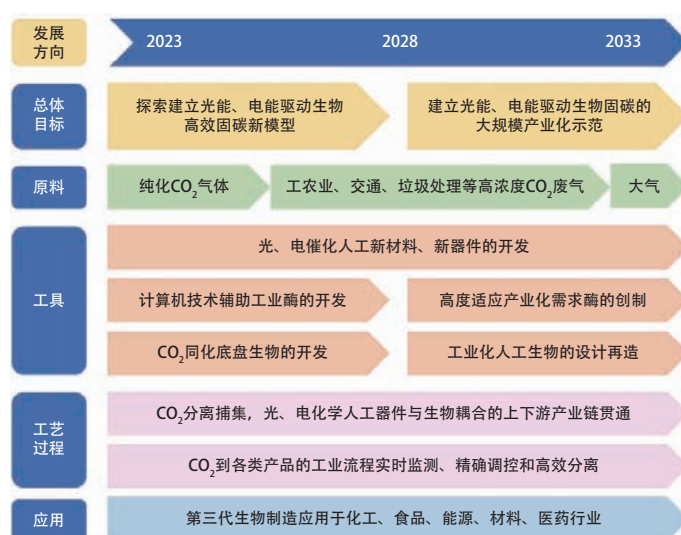 发展
方向
2023
2028
2033
总体
目标
探索建立光能、电能驱动生物
高效固碳新模型
建立光能、电能驱动生物固碳的
大规模产业化示范
原料
纯化CO₂气体
工农业、交通、垃圾处理等高浓度CO₂废气
大气
工具
光、电催化人工新材料、新器件的开发
计算机技术辅助工业酶的开发
高度适应产业化需求酶的创制
CO₂同化底盘生物的开发
工业化人工生物的设计再造
工艺
过程
CO₂分离捕集，光、电化学人工器件与生物耦合的上下游产业链贯通
CO₂到各类产品的工业流程实时监测、精确调控和高效分离
应用
第三代生物制造应用于化工、食品、能源、材料、医药行业